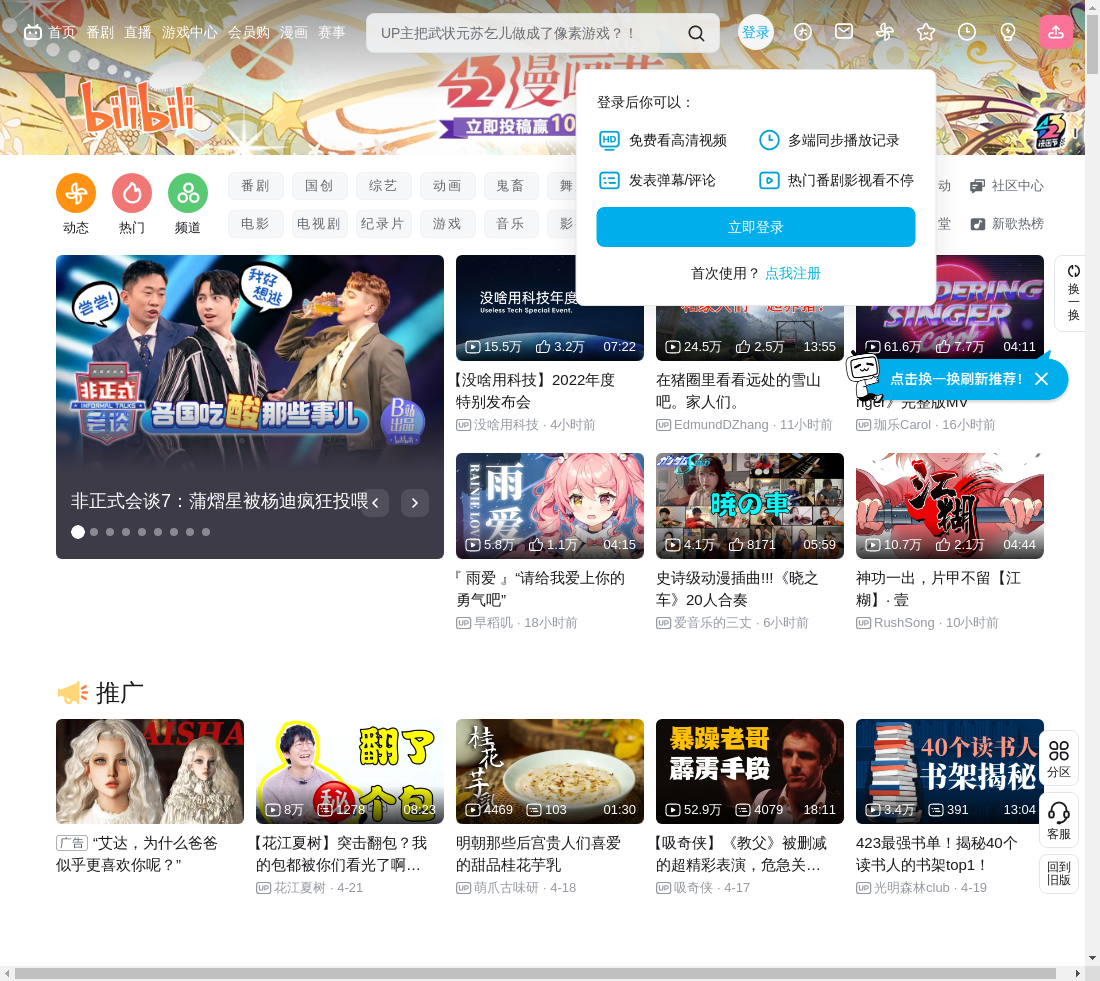 首页 番剧 直播 游戏中心 会员购 漫画 赛事
UP主把武状元苏乞儿做成了像素游戏？！
登录
bilibili
立即投稿赢10
登录后你可以：
免费看高清视频 多端同步播放记录
发表弹幕/评论 热门番剧影视看不停
立即登录
首次使用？ 点我注册
动态 热门 频道
番剧 国创 综艺 动画 鬼畜 舞 动 社区中心
电影 电视剧 纪录片 游戏 音乐 影 堂 新歌热榜
我好想逃
尝尝!
非正式会谈
INFORMAL TALKS
各国吃酸那些事儿
B站出品
bilibili
非正式会谈7：蒲熠星被杨迪疯狂投喂
没啥用科技年度
Useless Tech Special Event.
15.5万 3.2万 07:22
【没啥用科技】2022年度
特别发布会
UP 没啥用科技 · 4小时前
24.5万 2.5万 13:55
在猪圈里看看远处的雪山
吧。家人们。
UP EdmundDZhang · 11小时前
SINGER
61.6万 7.7万 04:11
点击换一换刷新推荐！
nger》完整版MV
UP 珈乐Carol · 16小时前
换一换
雨爱
RAINIE LOVE
5.8万 1.1万 04:15
『 雨爱 』“请给我爱上你的
勇气吧”
UP 早稻叽 · 18小时前
暁の車
4.1万 8171 05:59
史诗级动漫插曲!!!《晓之
车》20人合奏
UP 爱音乐的三丈 · 6小时前
江糊
10.7万 2.1万 04:44
神功一出，片甲不留【江
糊】· 壹
UP RushSong · 10小时前
推广
AISHA
广告 “艾达，为什么爸爸
似乎更喜欢你呢？”
翻了
秘 个包
8万 1278 08:23
【花江夏树】突击翻包？我
的包都被你们看光了啊…
UP 花江夏树 · 4-21
桂花芋乳
4469 103 01:30
明朝那些后宫贵人们喜爱
的甜品桂花芋乳
UP 萌爪古味研 · 4-18
暴躁老哥
霹雳手段
52.9万 4079 18:11
【吸奇侠】《教父》被删减
的超精彩表演，危急关…
UP 吸奇侠 · 4-17
40个读书人
书架揭秘
3.4万 391 13:04
423最强书单！揭秘40个
读书人的书架top1！
UP 光明森林club · 4-19
分区
客服
回到
旧版